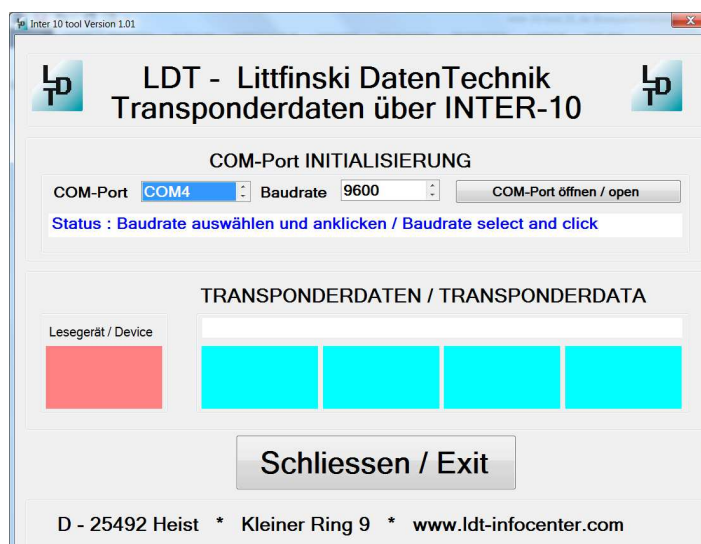 Inter 10 tool Version 1.01
LDT
LDT - Littfinski DatenTechnik
Transponderdaten über INTER-10
LDT
COM-Port INITIALISIERUNG
COM-Port COM4 Baudrate 9600 COM-Port öffnen / open
Status : Baudrate auswählen und anklicken / Baudrate select and click
TRANSPONDERDATEN / TRANSPONDERDATA
Lesegerät / Device
Schliessen / Exit
D - 25492 Heist * Kleiner Ring 9 * www.ldt-infocenter.com